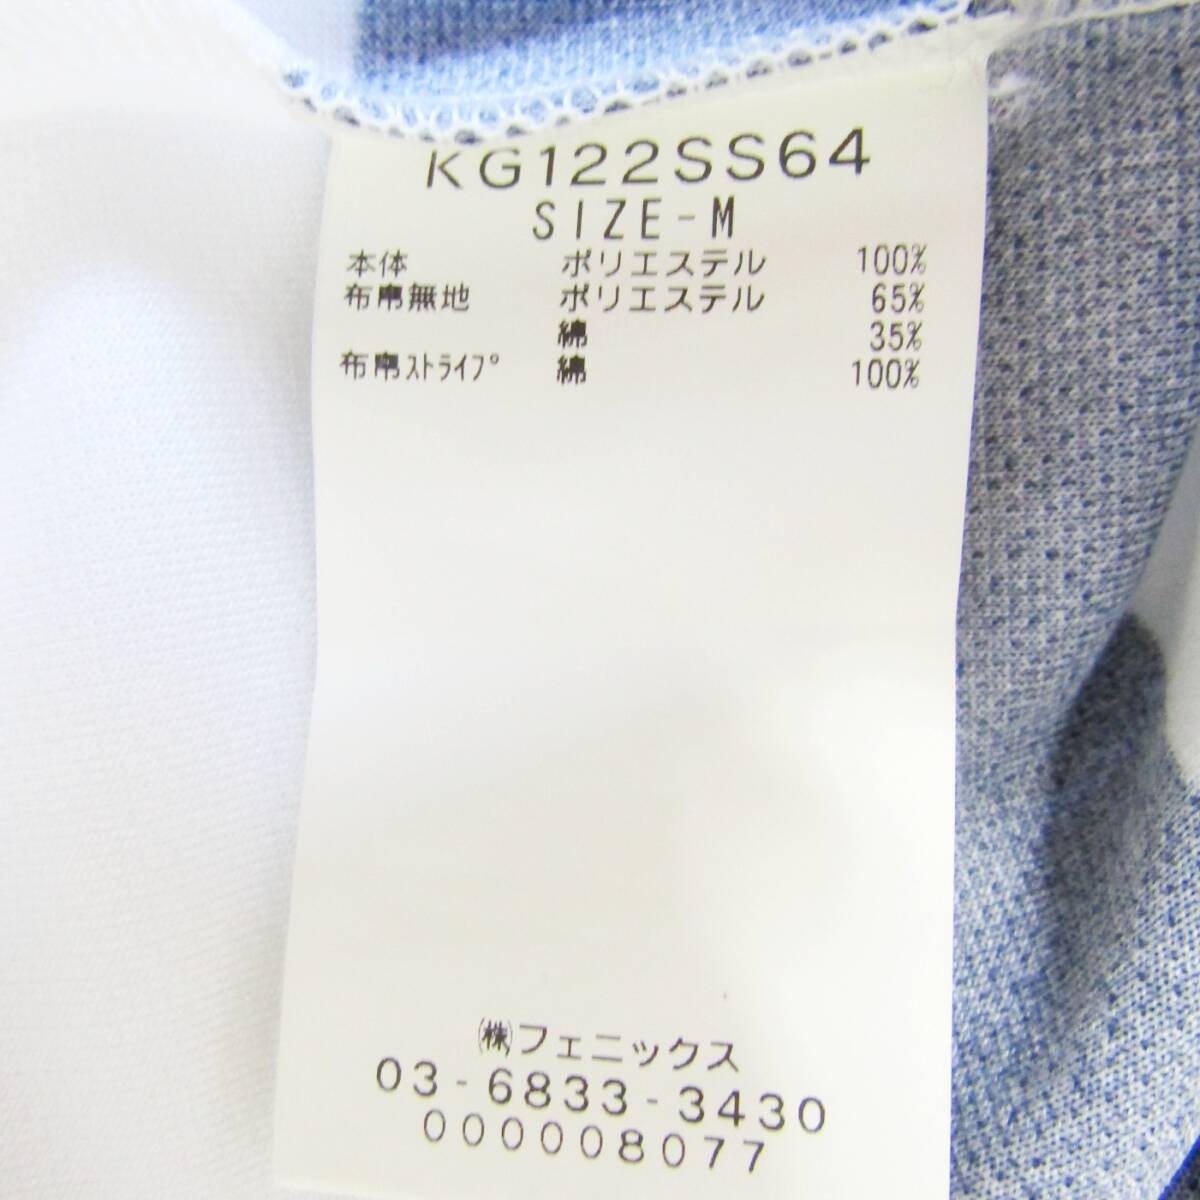 KG122SS64
SIZE-M
本体 ポリエステル 100%
布帛無地 ポリエステル 65%
綿 35%
布帛ストライプ 綿 100%
㈱フェニックス
03-6833-3430
000008077